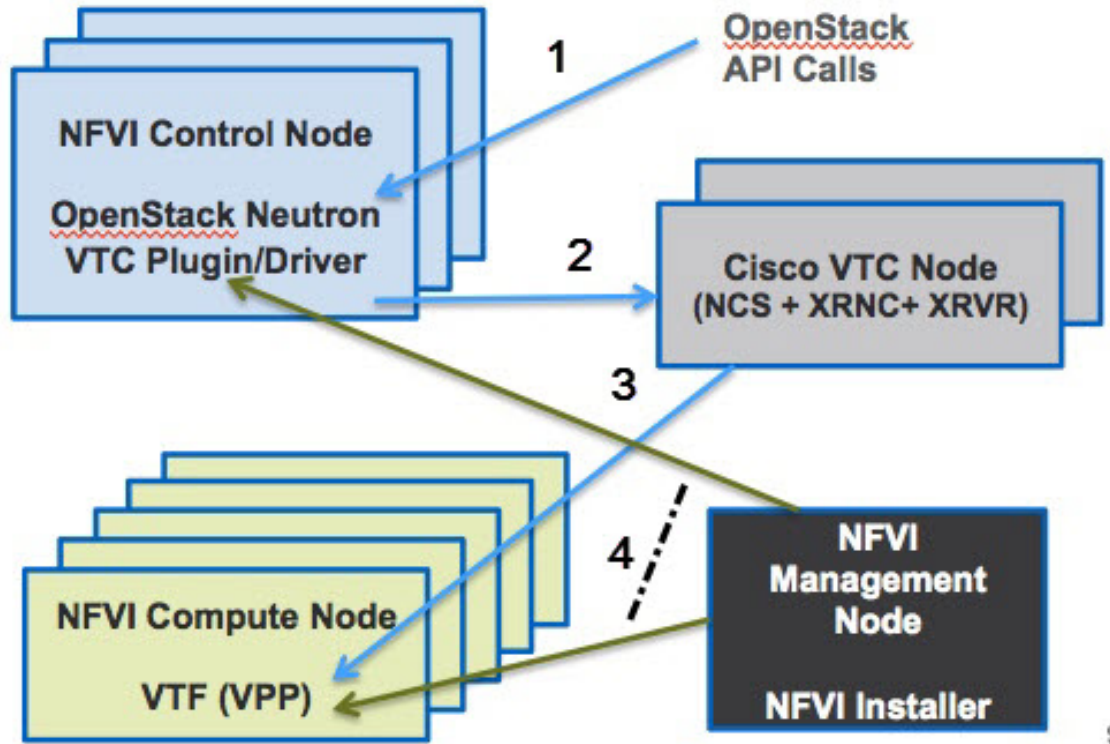 OpenStack
API Calls
1
NFVI Control Node
OpenStack Neutron
VTC Plugin/Driver
2
Cisco VTC Node
(NCS + XRNC+ XRVR)
3
4
NFVI
Management
Node
NFVI Installer
NFVI Compute Node
VTF (VPP)